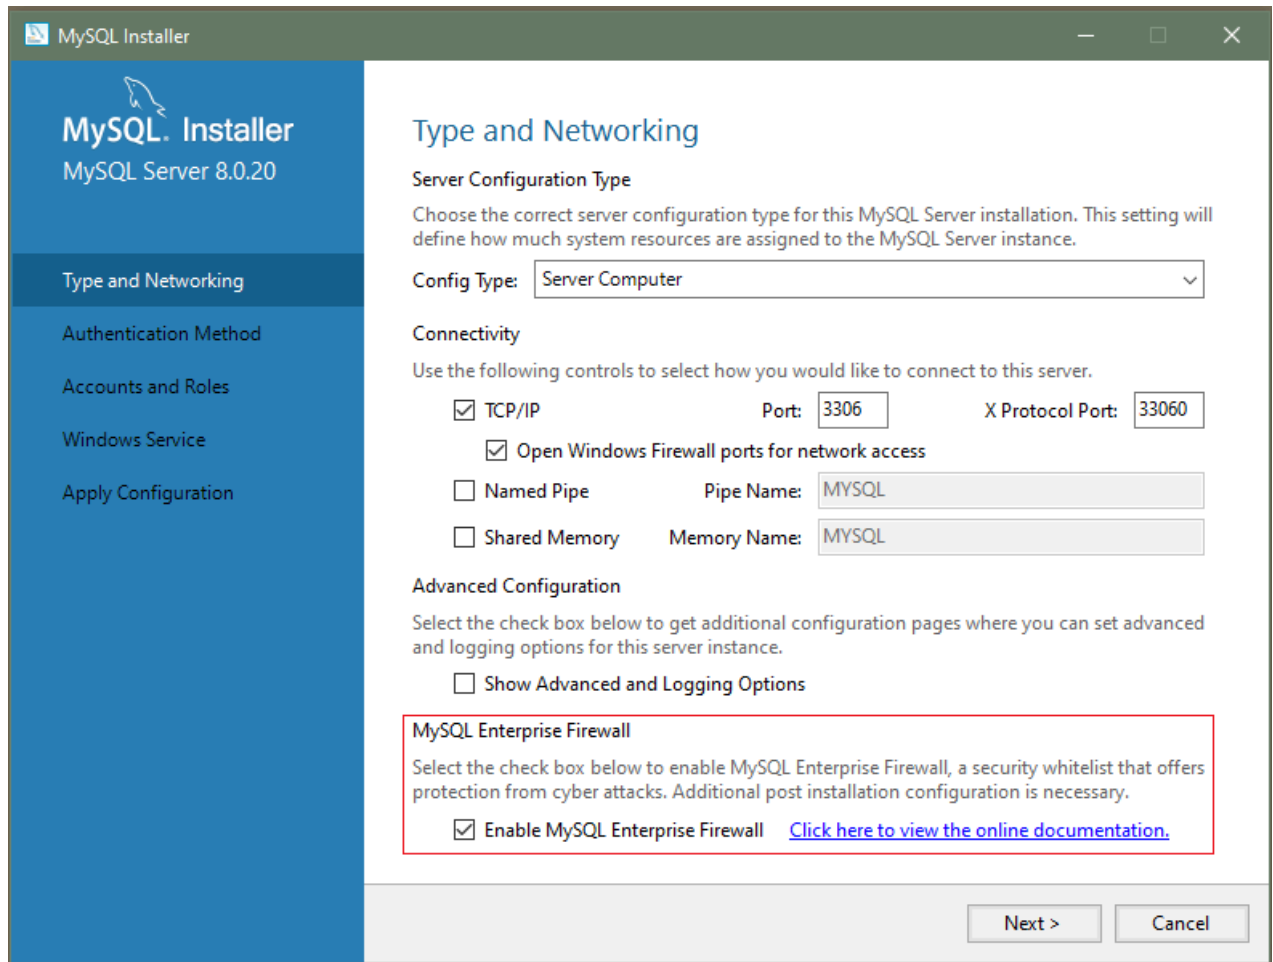 MySQL Installer
MySQL. Installer
MySQL Server 8.0.20
Type and Networking
Authentication Method
Accounts and Roles
Windows Service
Apply Configuration
Type and Networking
Server Configuration Type
Choose the correct server configuration type for this MySQL Server installation. This setting will
define how much system resources are assigned to the MySQL Server instance.
Config Type: Server Computer
Connectivity
Use the following controls to select how you would like to connect to this server.
TCP/IP Port: 3306 X Protocol Port: 33060
Open Windows Firewall ports for network access
Named Pipe Pipe Name: MYSQL
Shared Memory Memory Name: MYSQL
Advanced Configuration
Select the check box below to get additional configuration pages where you can set advanced
and logging options for this server instance.
Show Advanced and Logging Options
MySQL Enterprise Firewall
Select the check box below to enable MySQL Enterprise Firewall, a security whitelist that offers
protection from cyber attacks. Additional post installation configuration is necessary.
Enable MySQL Enterprise Firewall Click here to view the online documentation.
Next > Cancel